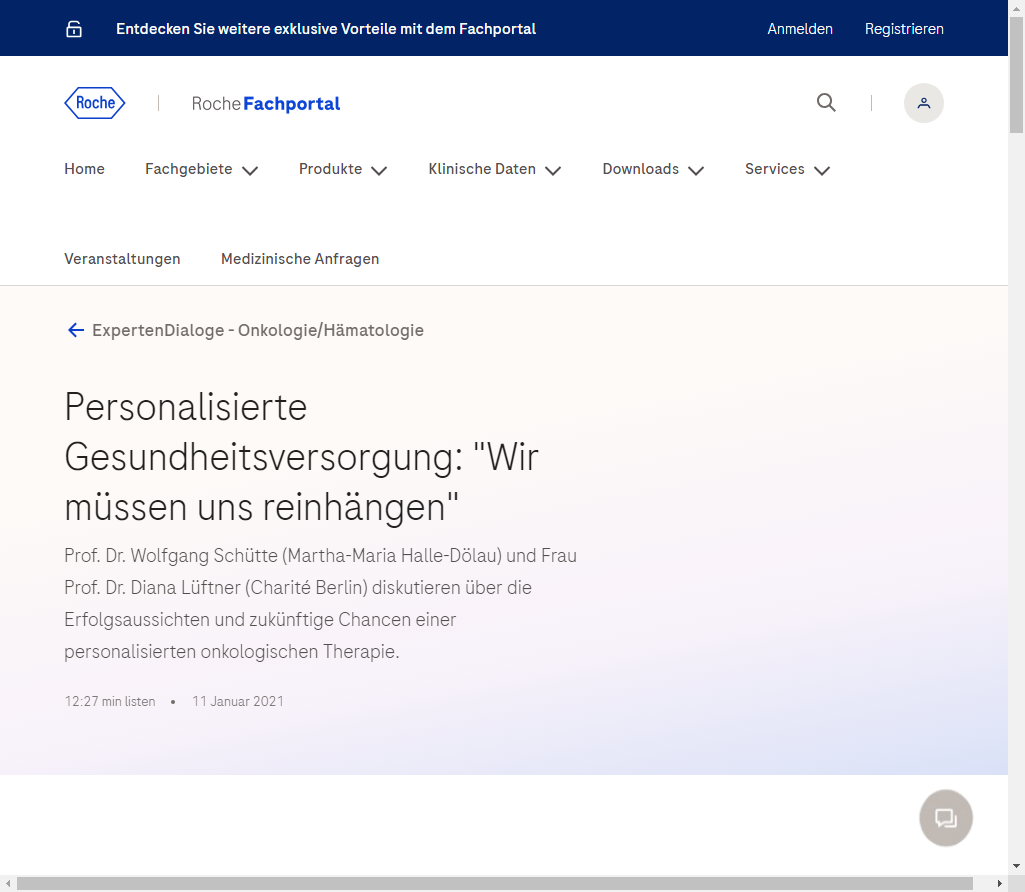 Entdecken Sie weitere exklusive Vorteile mit dem Fachportal
Anmelden
Registrieren
Roche
RocheFachportal
Home
Fachgebiete
Produkte
Klinische Daten
Downloads
Services
Veranstaltungen
Medizinische Anfragen
ExpertenDialoge - Onkologie/Hämatologie
Personalisierte
Gesundheitsversorgung: "Wir
müssen uns reinhängen"
Prof. Dr. Wolfgang Schütte (Martha-Maria Halle-Dölau) und Frau
Prof. Dr. Diana Lüftner (Charité Berlin) diskutieren über die
Erfolgsaussichten und zukünftige Chancen einer
personalisierten onkologischen Therapie.
12:27 min listen • 11 Januar 2021